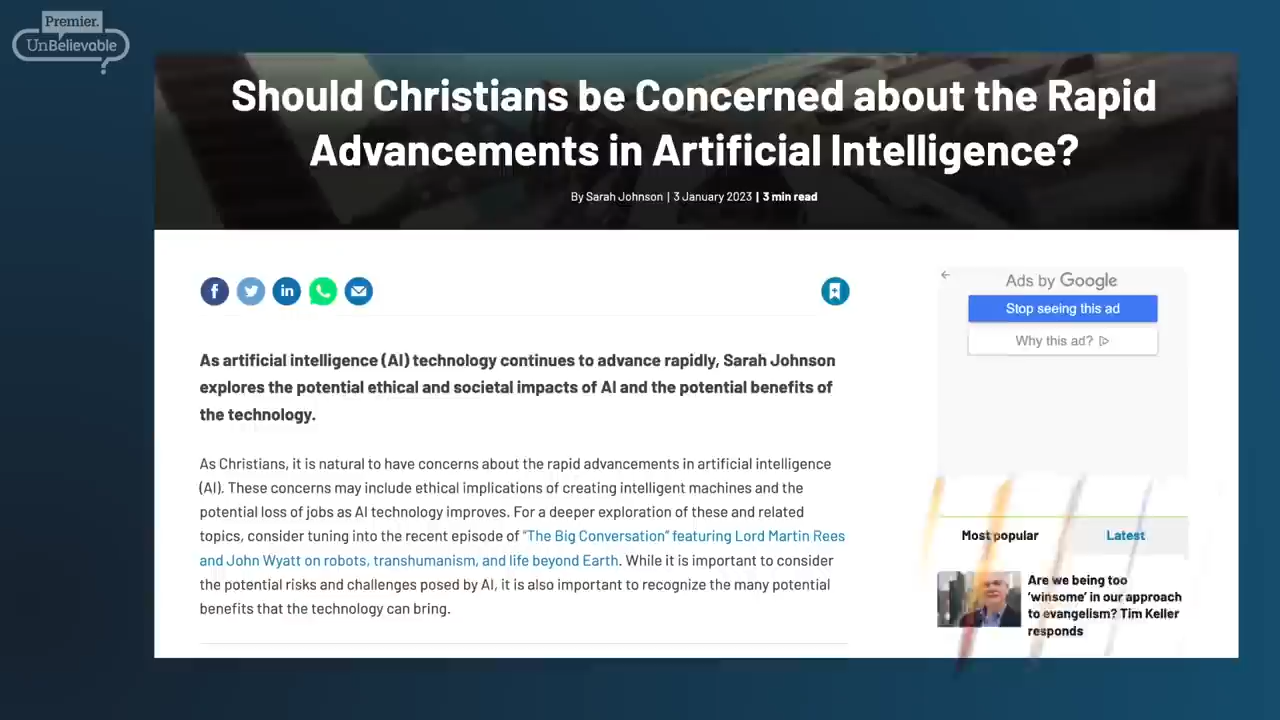 Premier.
UnBelievable
?
Should Christians be Concerned about the Rapid
Advancements in Artificial Intelligence?
By Sarah Johnson | 3 January 2023 | 3 min read
f
in
Ads by Google
Stop seeing this ad
Why this ad?
As artificial intelligence (AI) technology continues to advance rapidly, Sarah Johnson
explores the potential ethical and societal impacts of AI and the potential benefits of
the technology.
As Christians, it is natural to have concerns about the rapid advancements in artificial intelligence
(AI). These concerns may include ethical implications of creating intelligent machines and the
potential loss of jobs as AI technology improves. For a deeper exploration of these and related
topics, consider tuning into the recent episode of "The Big Conversation" featuring Lord Martin Rees
and John Wyatt on robots, transhumanism, and life beyond Earth. While it is important to consider
the potential risks and challenges posed by AI, it is also important to recognize the many potential
benefits that the technology can bring.
Most popular
Latest
Are we being too
'winsome' in our approach
to evangelism? Tim Keller
responds